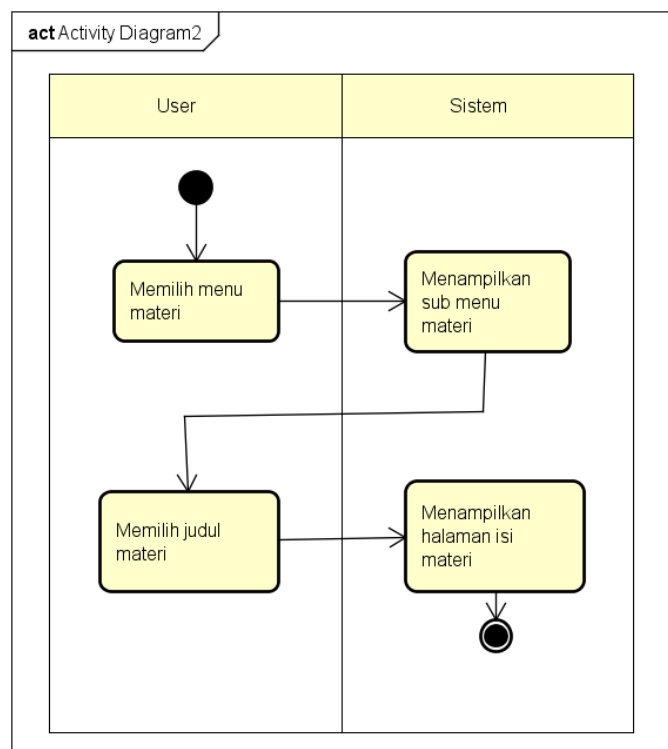 act Activity Diagram2
User
Sistem
Memilih menu
materi
Menampilkan
sub menu
materi
Memilih judul
materi
Menampilkan
halaman isi
materi